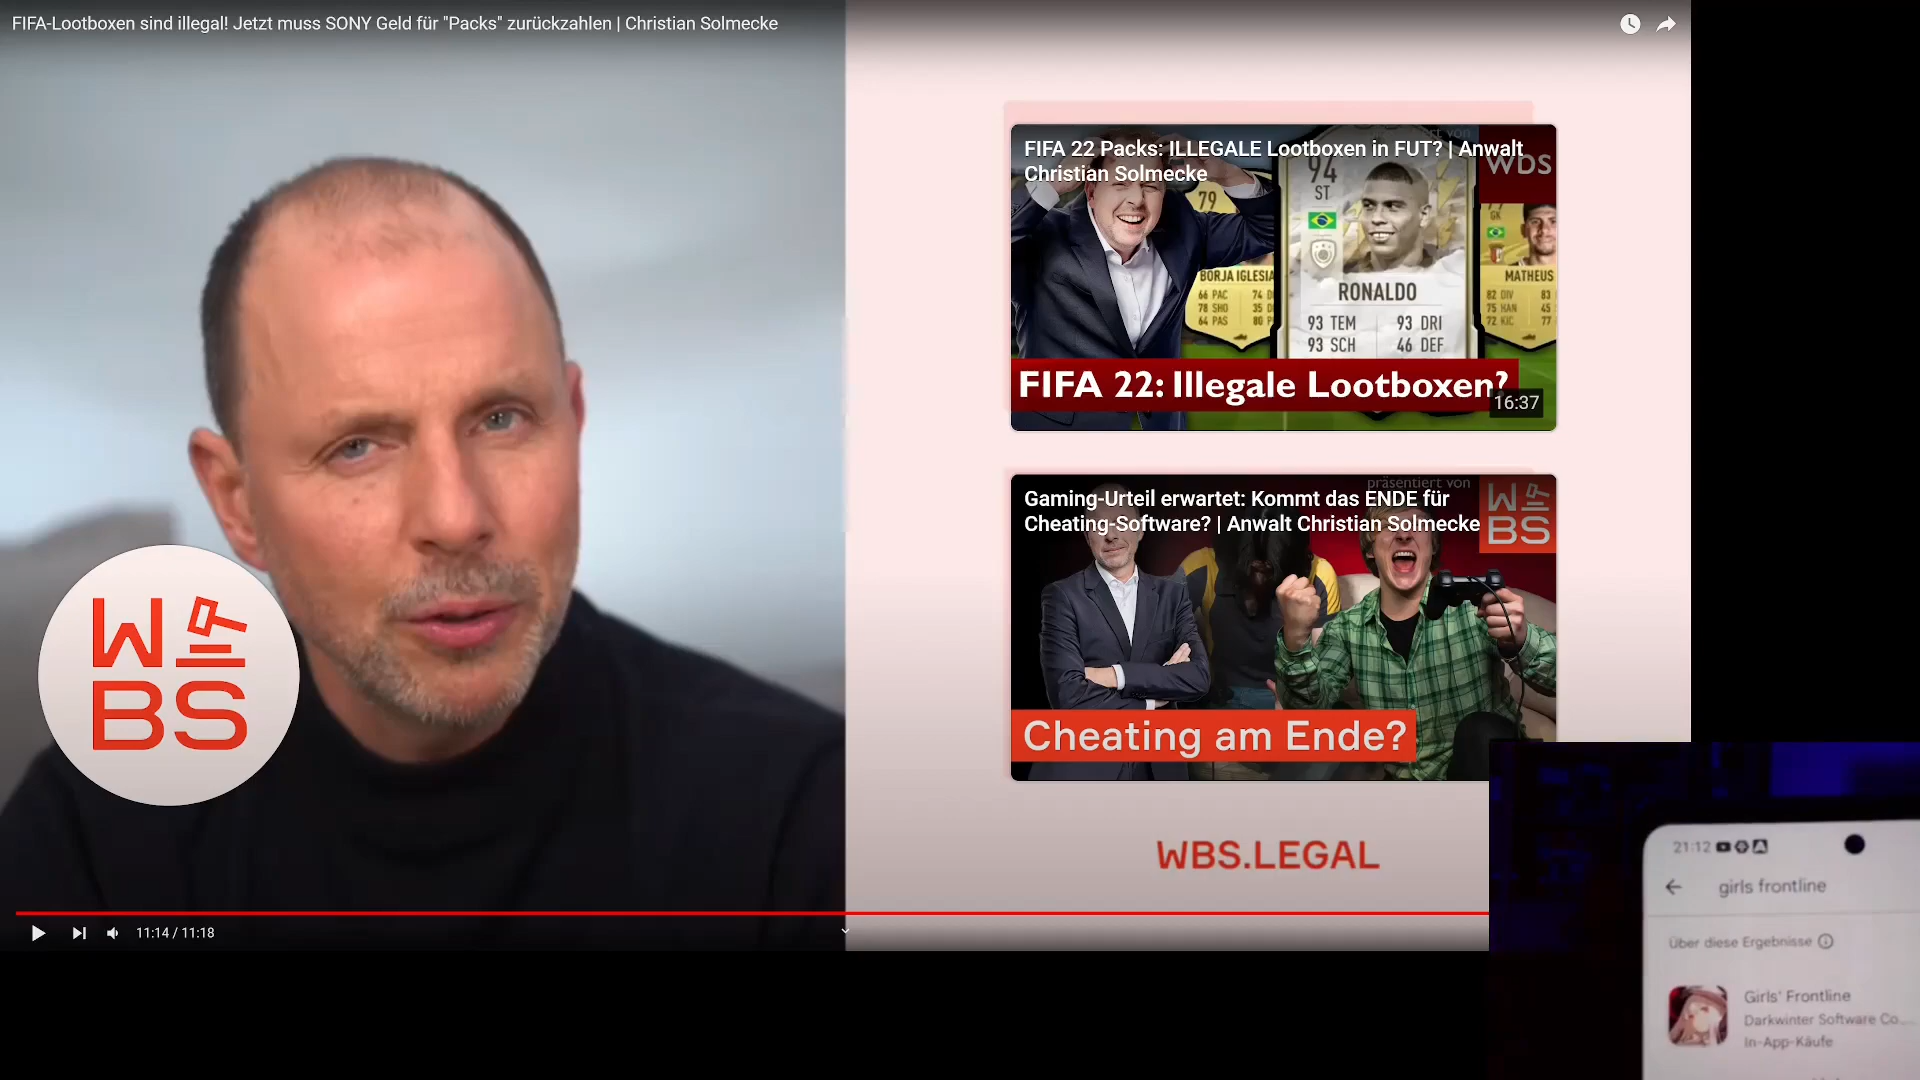 FIFA-Lootboxen sind illegal! Jetzt muss SONY Geld für "Packs" zurückzahlen | Christian Solmecke
FIFA 22 Packs: ILLEGALE Lootboxen in FUT? | Anwalt
Christian Solmecke
WBS
94
ST
79
GK
BORJA IGLESIA
66 PAC
78 SHO
64 PAS
RONALDO
93 TEM 93 DRI
93 SCH 46 DEF
MATHEUS
82 DIV 83
75 HAN 45
72 KIC 77
FIFA 22: Illegale Lootboxen?
16:37
präsentiert von
Gaming-Urteil erwartet: Kommt das ENDE für
Cheating-Software? | Anwalt Christian Solmecke
WBS
Cheating am Ende?
WBS
WBS.LEGAL
11:14 / 11:18
21:12
girls frontline
Über diese Ergebnisse
Girls' Frontline
Darkwinter Software Co....
In-App-Käufe